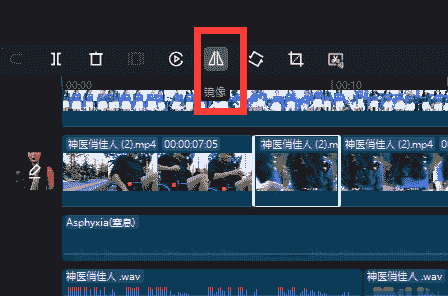 镜像
00:00
00:10
神医俏佳人 (2).mp4 00:00:07:05
神医俏佳人 (2).m
神医俏佳人 (2).mp4
Asphyxia(窒息)
神医俏佳人 .wav
神医俏佳人 .wav